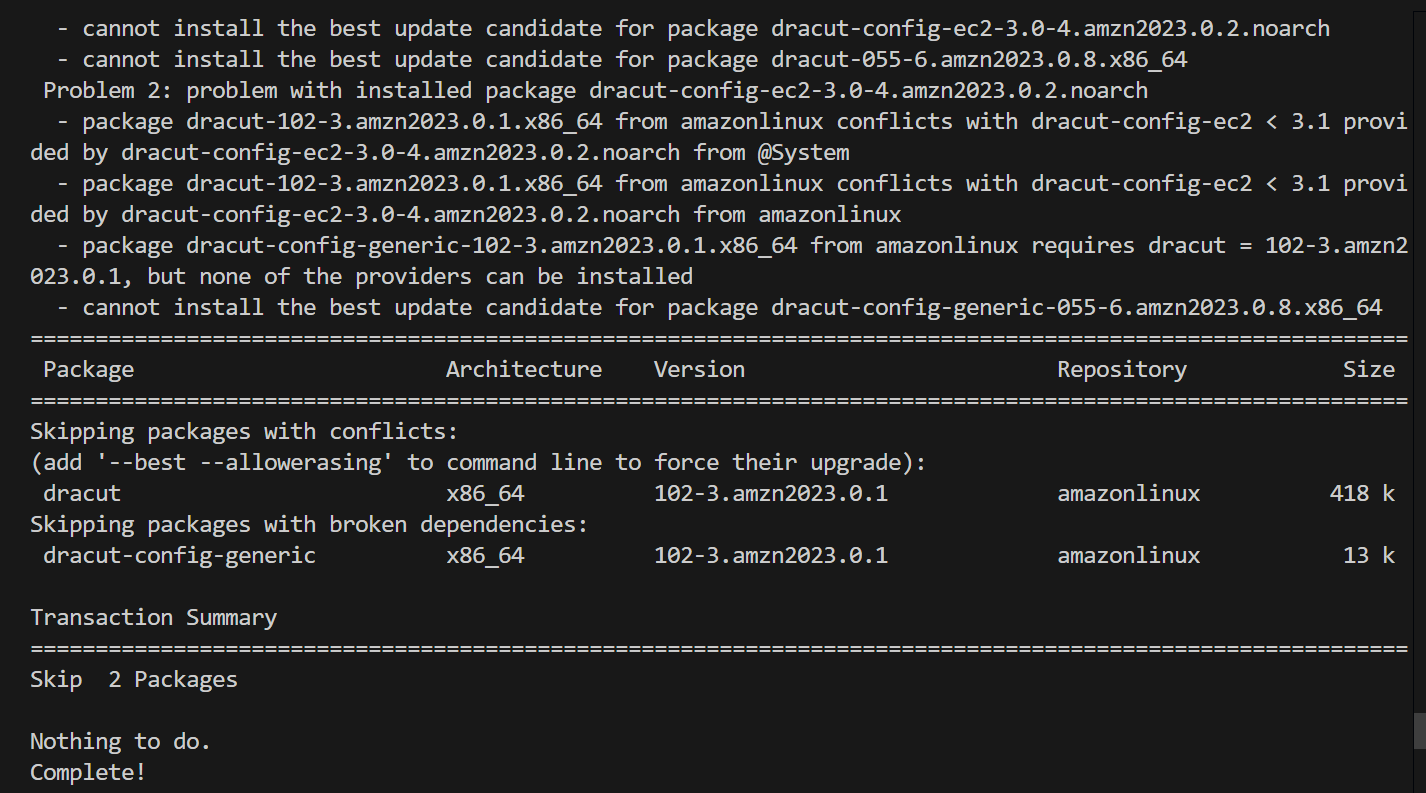 - cannot install the best update candidate for package dracut-config-ec2-3.0-4.amzn2023.0.2.noarch
- cannot install the best update candidate for package dracut-055-6.amzn2023.0.8.x86_64
Problem 2: problem with installed package dracut-config-ec2-3.0-4.amzn2023.0.2.noarch
- package dracut-102-3.amzn2023.0.1.x86_64 from amazonlinux conflicts with dracut-config-ec2 < 3.1 provi
ded by dracut-config-ec2-3.0-4.amzn2023.0.2.noarch from @System
- package dracut-102-3.amzn2023.0.1.x86_64 from amazonlinux conflicts with dracut-config-ec2 < 3.1 provi
ded by dracut-config-ec2-3.0-4.amzn2023.0.2.noarch from amazonlinux
- package dracut-config-generic-102-3.amzn2023.0.1.x86_64 from amazonlinux requires dracut = 102-3.amzn2
023.0.1, but none of the providers can be installed
- cannot install the best update candidate for package dracut-config-generic-055-6.amzn2023.0.8.x86_64
==========================================================================================================
Package Architecture Version Repository Size
==========================================================================================================
Skipping packages with conflicts:
(add '--best --allowerasing' to command line to force their upgrade):
dracut x86_64 102-3.amzn2023.0.1 amazonlinux 418 k
Skipping packages with broken dependencies:
dracut-config-generic x86_64 102-3.amzn2023.0.1 amazonlinux 13 k
Transaction Summary
==========================================================================================================
Skip 2 Packages
Nothing to do.
Complete!